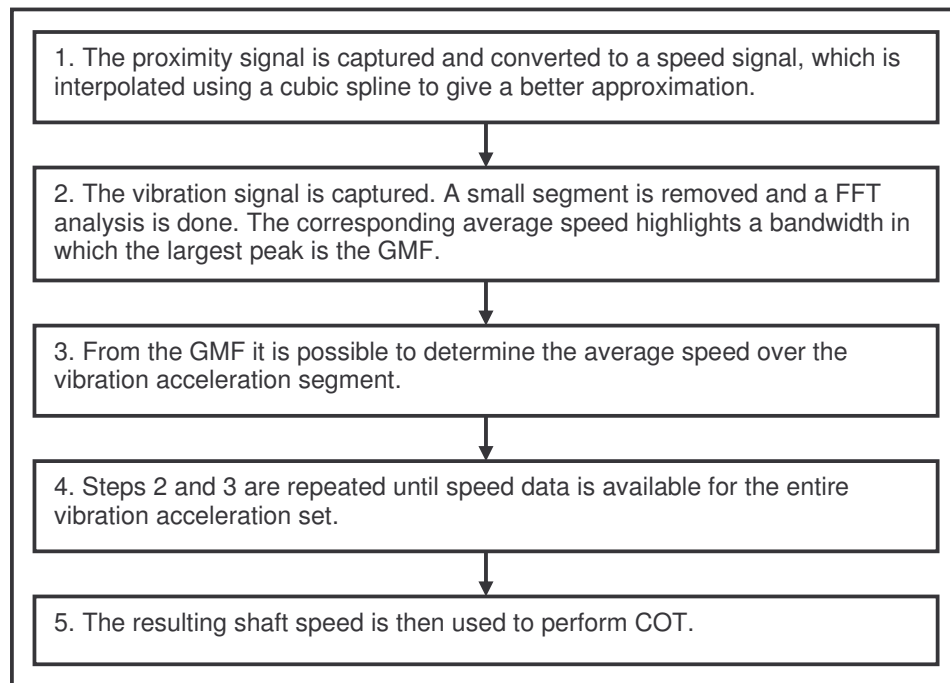 1. The proximity signal is captured and converted to a speed signal, which is
interpolated using a cubic spline to give a better approximation.
2. The vibration signal is captured. A small segment is removed and a FFT
analysis is done. The corresponding average speed highlights a bandwidth in
which the largest peak is the GMF.
3. From the GMF it is possible to determine the average speed over the
vibration acceleration segment.
4. Steps 2 and 3 are repeated until speed data is available for the entire
vibration acceleration set.
5. The resulting shaft speed is then used to perform COT.